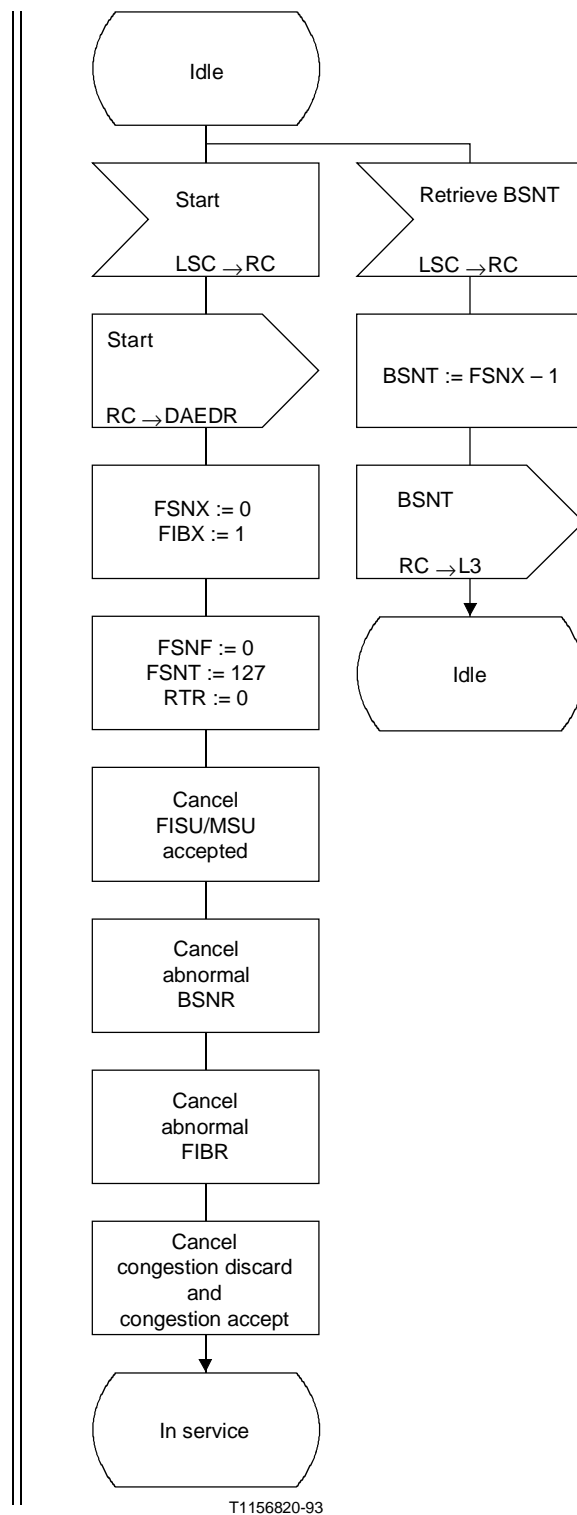 Idle
Start
LSC → RC
Start
RC → DAEDR
FSNX := 0
FIBX := 1
FSNF := 0
FSNT := 127
RTR := 0
Cancel
FISU/MSU
accepted
Cancel
abnormal
BSNR
Cancel
abnormal
FIBR
Cancel
congestion discard
and
congestion accept
In service
Retrieve BSNT
LSC → RC
BSNT := FSNX – 1
BSNT
RC → L3
Idle
T1156820-93